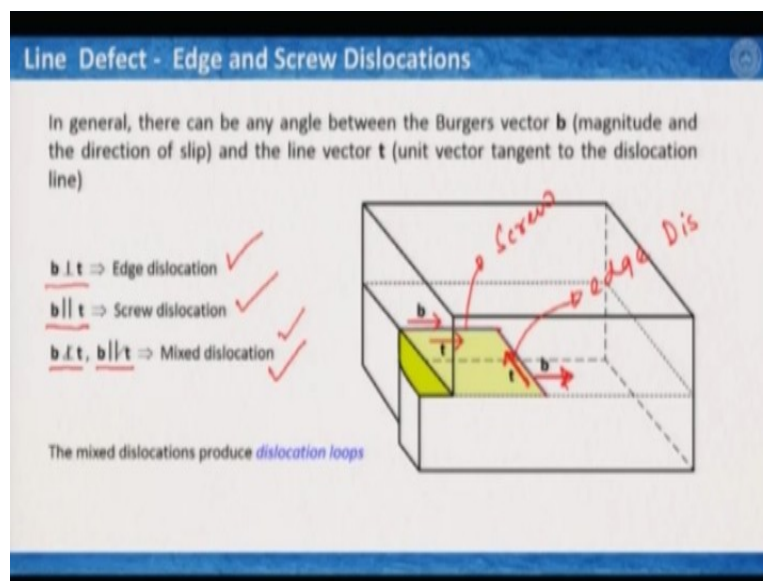 Line Defect - Edge and Screw Dislocations
In general, there can be any angle between the Burgers vector b (magnitude and
the direction of slip) and the line vector t (unit vector tangent to the dislocation
line)
b ⊥ t ⇒ Edge dislocation
b|| t ⇒ Screw dislocation
b ⊥̸ t, b ∦ t ⇒ Mixed dislocation
The mixed dislocations produce dislocation loops
Screw
edge Dis
b
t
t
b